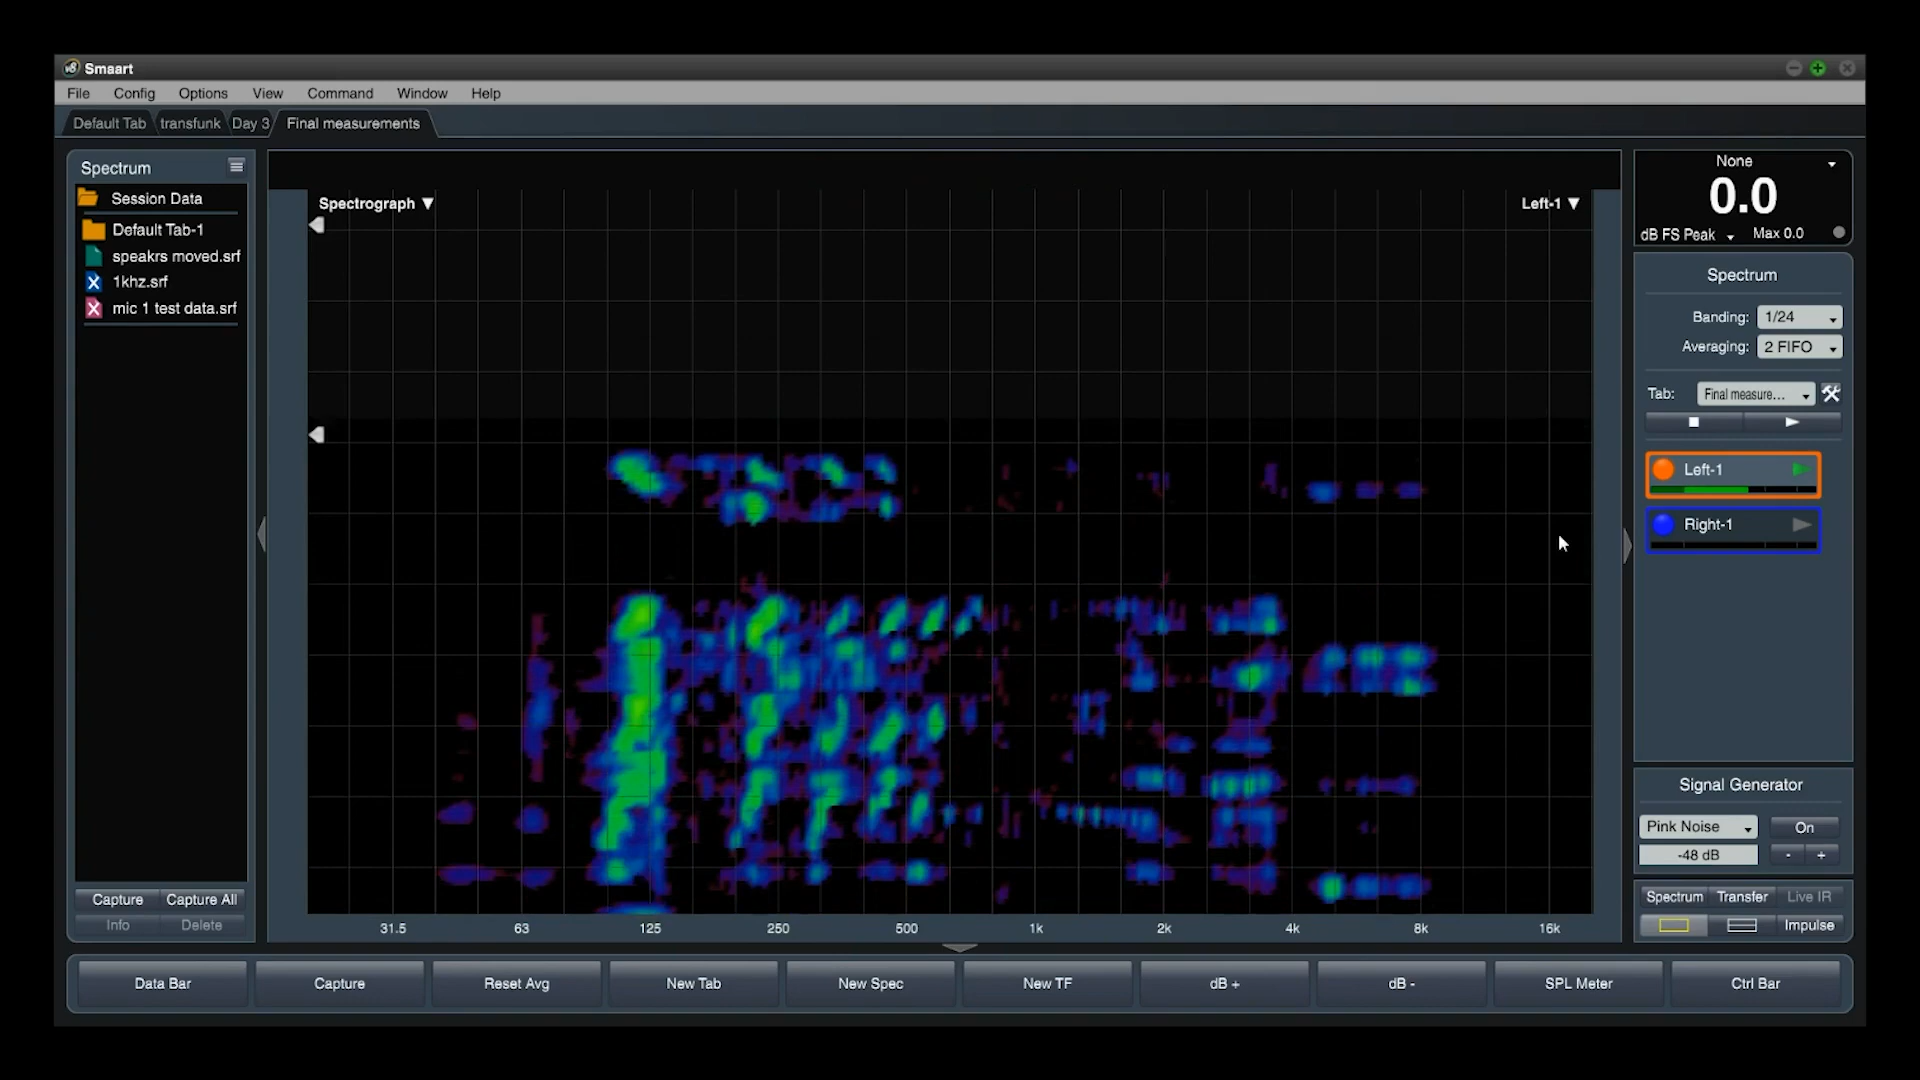 v8 Smaart
File Config Options View Command Window Help
Default Tab transfunk Day 3 Final measurements
Spectrum
Session Data
Default Tab-1
speakrs moved.srf
1khz.srf
mic 1 test data.srf
Capture Capture All
Info Delete
Spectrograph Left-1
31.5 63 125 250 500 1k 2k 4k 8k 16k
None
0.0
dB FS Peak Max 0.0
Spectrum
Banding: 1/24
Averaging: 2 FIFO
Tab: Final measure...
Left-1
Right-1
Signal Generator
Pink Noise On
-48 dB - +
Spectrum Transfer Live IR
Impulse
Data Bar Capture Reset Avg New Tab New Spec New TF dB + dB - SPL Meter Ctrl Bar